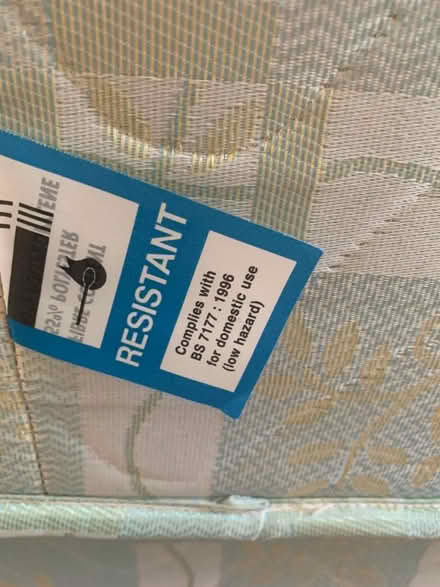 RESISTANT
Complies with
BS 7177 : 1996
for domestic use
(low hazard)